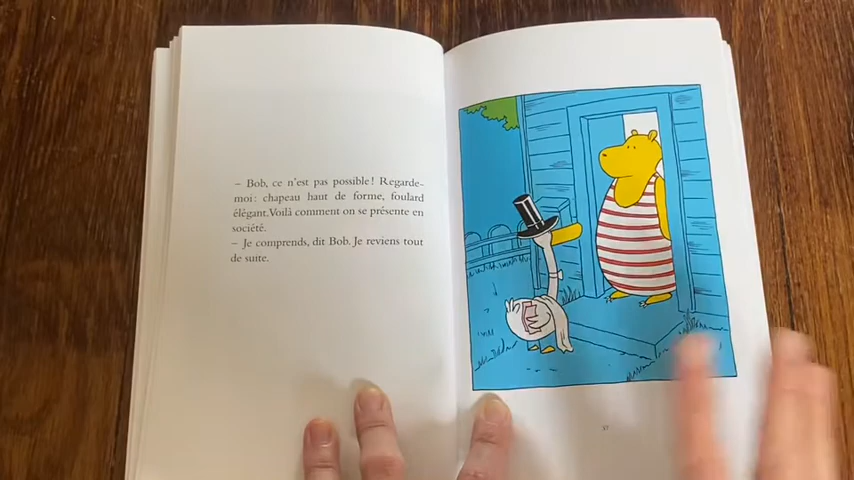 – Bob, ce n'est pas possible ! Regarde-
moi : chapeau haut de forme, foulard
élégant. Voilà comment on se présente en
société.
– Je comprends, dit Bob. Je reviens tout
de suite.